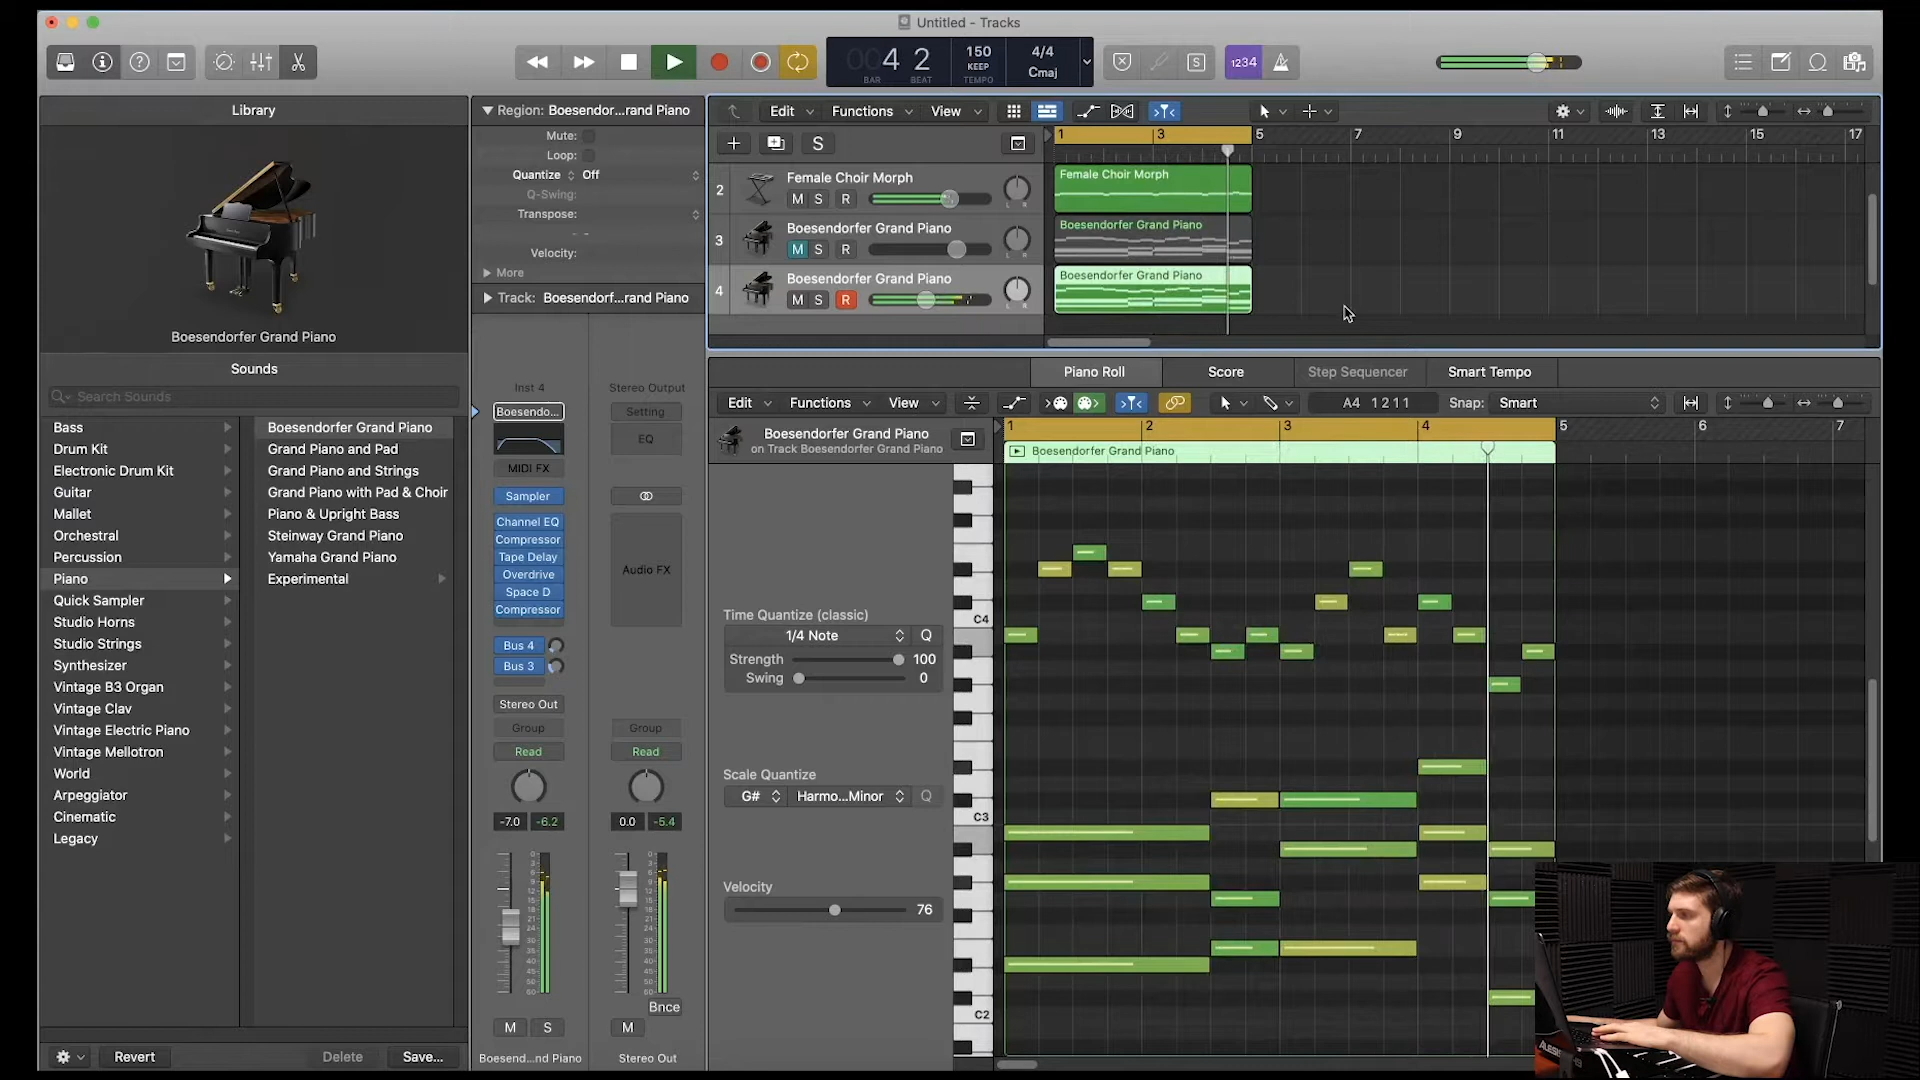 Untitled - Tracks
004 2
BAR BEAT
150
KEEP
TEMPO
4/4
Cmaj
S
1234
Library
Boesendorfer Grand Piano
Sounds
Search Sounds
Bass
Drum Kit
Electronic Drum Kit
Guitar
Mallet
Orchestral
Percussion
Piano
Quick Sampler
Studio Horns
Studio Strings
Synthesizer
Vintage B3 Organ
Vintage Clav
Vintage Electric Piano
Vintage Mellotron
World
Arpeggiator
Cinematic
Legacy
Boesendorfer Grand Piano
Grand Piano and Pad
Grand Piano and Strings
Grand Piano with Pad & Choir
Piano & Upright Bass
Steinway Grand Piano
Yamaha Grand Piano
Experimental
Revert
Delete
Save...
Region: Boesendor...rand Piano
Mute:
Loop:
Quantize Off
Q-Swing:
Transpose:
Velocity:
More
Track: Boesendorf...rand Piano
Inst 4
Boesendo...
MIDI FX
Sampler
Channel EQ
Compressor
Tape Delay
Overdrive
Space D
Compressor
Bus 4
Bus 3
Stereo Out
Group
Read
-7.0 -6.2
M S
Boesend...nd Piano
Stereo Output
Setting
EQ
Audio FX
Group
Read
0.0 -5.4
Bnce
M
Stereo Out
Edit Functions View
S
1 3 5 7 9 11 13 15 17
2 Female Choir Morph
M S R
L R
3 Boesendorfer Grand Piano
M S R
L R
4 Boesendorfer Grand Piano
M S R
L R
Female Choir Morph
Boesendorfer Grand Piano
Boesendorfer Grand Piano
Piano Roll
Score
Step Sequencer
Smart Tempo
Edit Functions View
A4 1 2 1 1
Snap: Smart
Boesendorfer Grand Piano
on Track Boesendorfer Grand Piano
1 2 3 4 5 6 7
Boesendorfer Grand Piano
Time Quantize (classic)
1/4 Note Q
Strength 100
Swing 0
Scale Quantize
G# Harmo...Minor Q
Velocity
76
C4
C3
C2
ALESIS